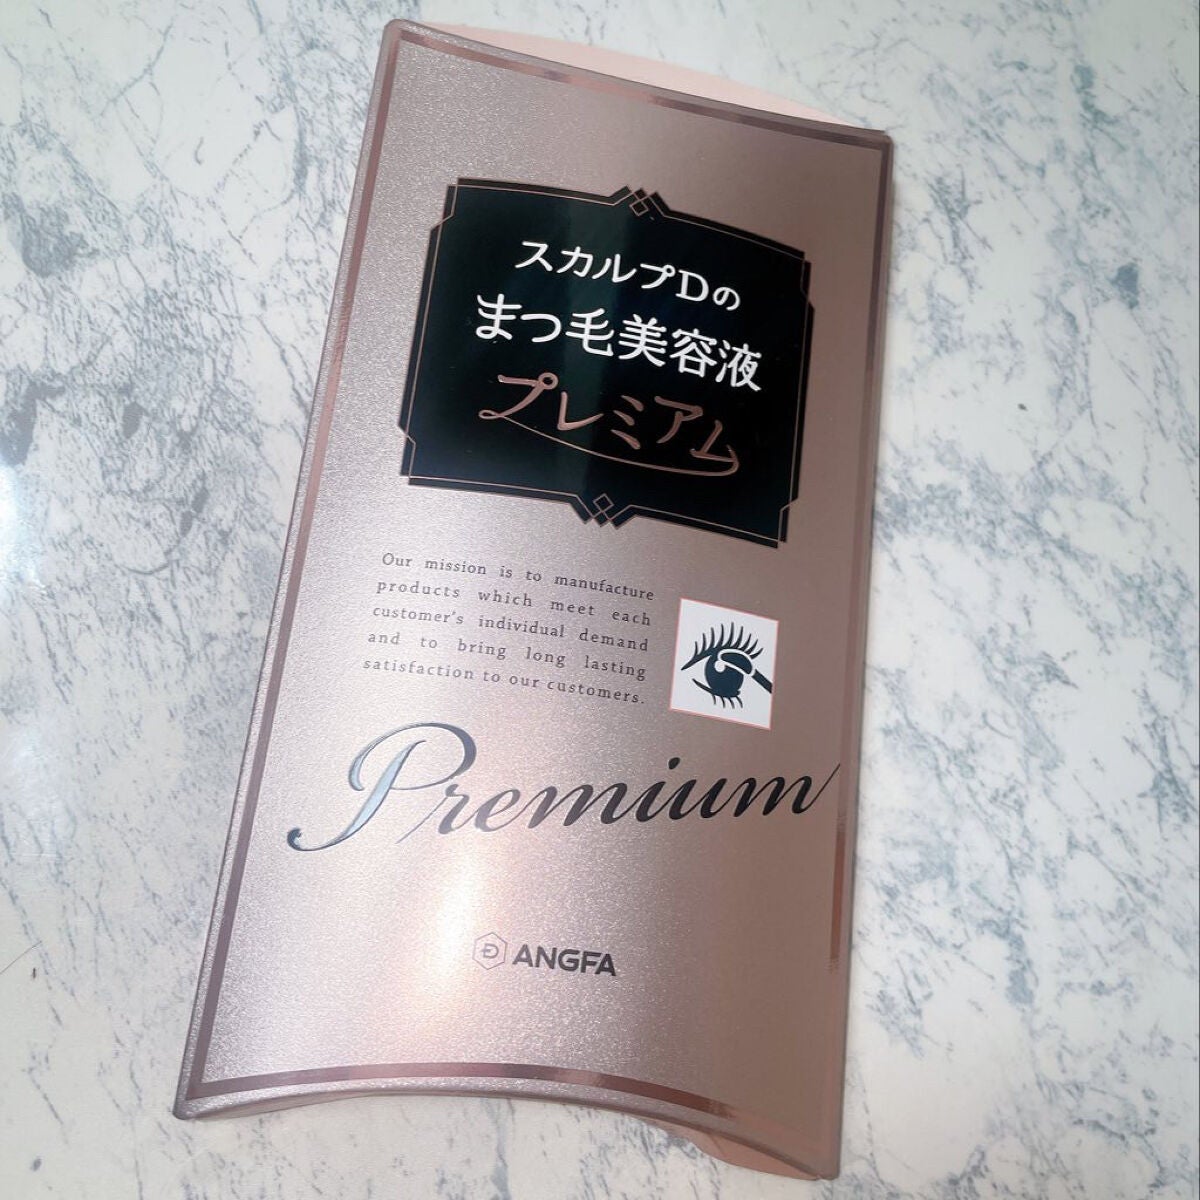 スカルプDの
まつ毛美容液
プレミアム
Our mission is to manufacture
products which meet each
customer's individual demand
and to bring long lasting
satisfaction to our customers.
Premium
D ANGFA